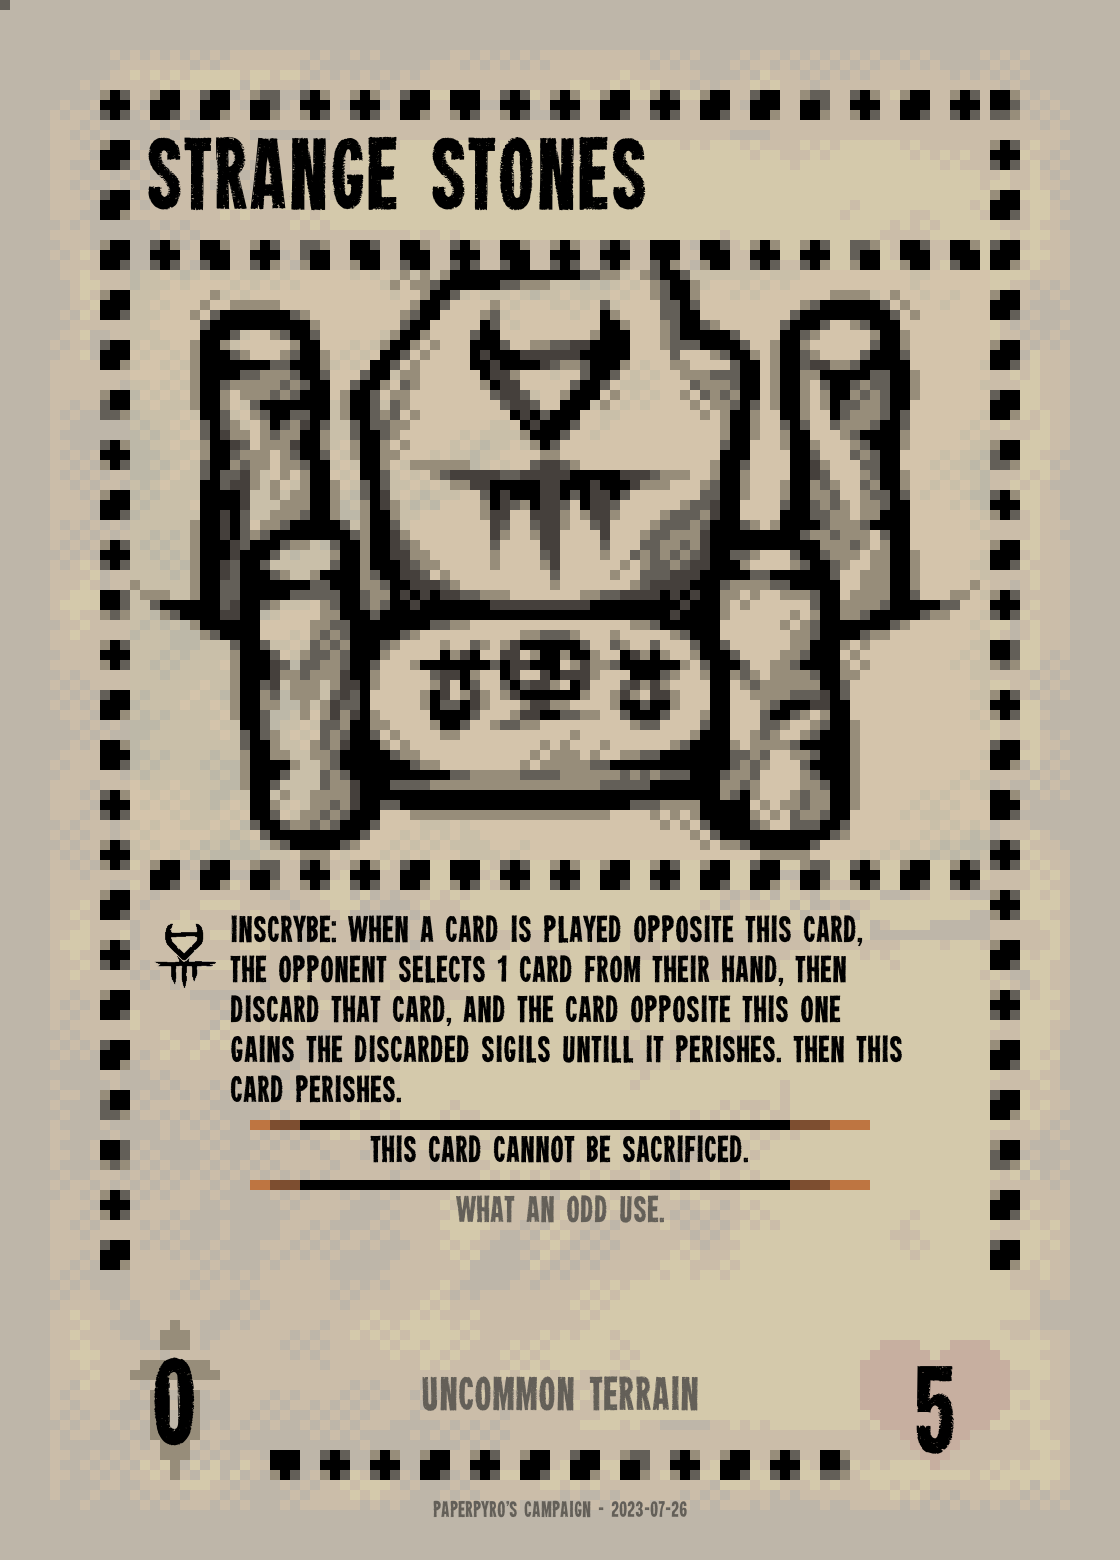 STRANGE STONES
INSCRYBE: WHEN A CARD IS PLAYED OPPOSITE THIS CARD,
THE OPPONENT SELECTS 1 CARD FROM THEIR HAND, THEN
DISCARD THAT CARD, AND THE CARD OPPOSITE THIS ONE
GAINS THE DISCARDED SIGILS UNTILL IT PERISHES. THEN THIS
CARD PERISHES.
THIS CARD CANNOT BE SACRIFICED.
WHAT AN ODD USE.
0
UNCOMMON TERRAIN
5
PAPERPYRO'S CAMPAIGN - 2023-07-26